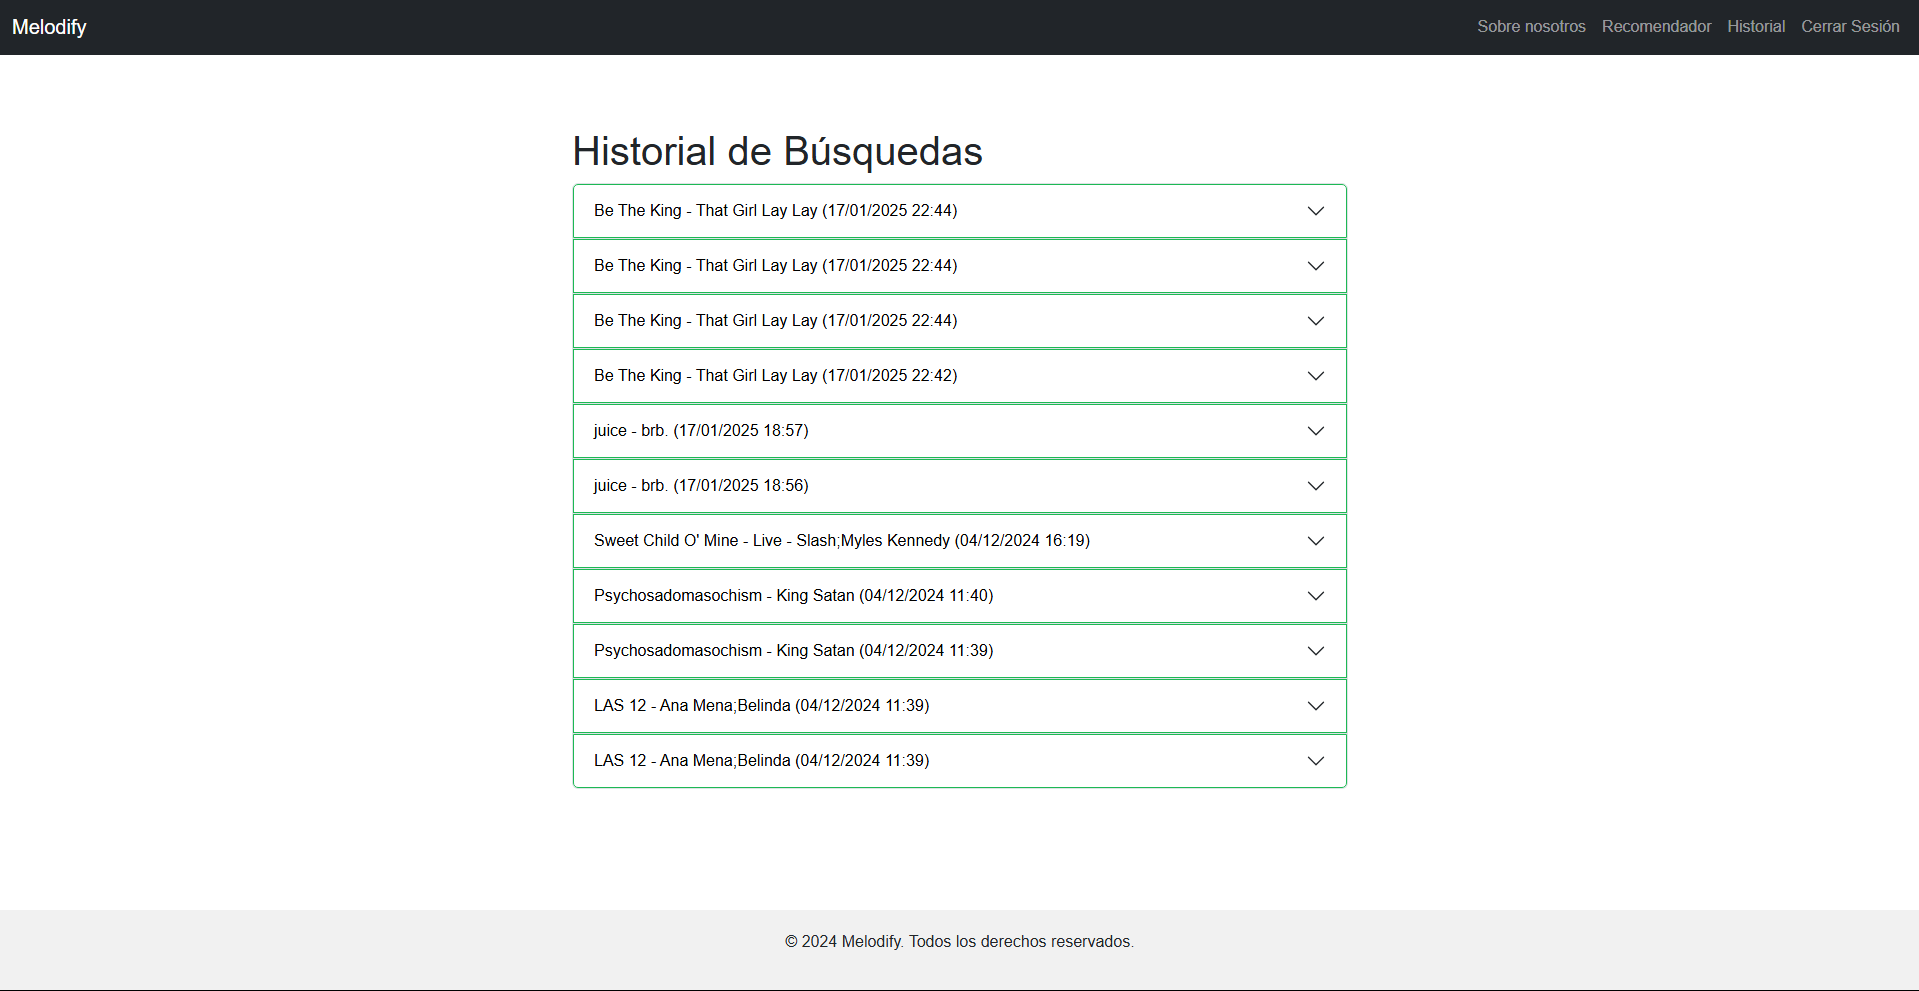 Melodify
Sobre nosotros Recomendador Historial Cerrar Sesión
Historial de Búsquedas
Be The King - That Girl Lay Lay (17/01/2025 22:44)
Be The King - That Girl Lay Lay (17/01/2025 22:44)
Be The King - That Girl Lay Lay (17/01/2025 22:44)
Be The King - That Girl Lay Lay (17/01/2025 22:42)
juice - brb. (17/01/2025 18:57)
juice - brb. (17/01/2025 18:56)
Sweet Child O' Mine - Live - Slash;Myles Kennedy (04/12/2024 16:19)
Psychosadomasochism - King Satan (04/12/2024 11:40)
Psychosadomasochism - King Satan (04/12/2024 11:39)
LAS 12 - Ana Mena;Belinda (04/12/2024 11:39)
LAS 12 - Ana Mena;Belinda (04/12/2024 11:39)
© 2024 Melodify. Todos los derechos reservados.